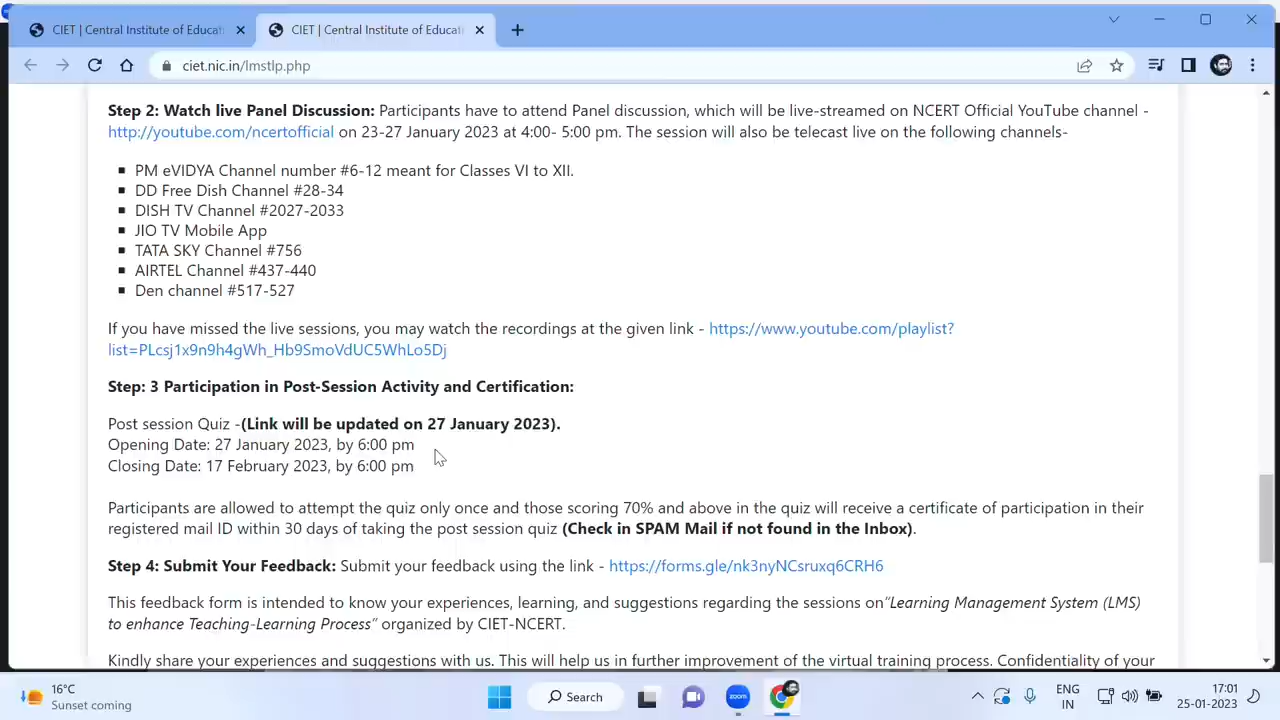 CIET | Central Institute of Educat
CIET | Central Institute of Educat
ciet.nic.in/lmstlp.php
Step 2: Watch live Panel Discussion: Participants have to attend Panel discussion, which will be live-streamed on NCERT Official YouTube channel -
http://youtube.com/ncertofficial on 23-27 January 2023 at 4:00- 5:00 pm. The session will also be telecast live on the following channels-
PM eVIDYA Channel number #6-12 meant for Classes VI to XII.
DD Free Dish Channel #28-34
DISH TV Channel #2027-2033
JIO TV Mobile App
TATA SKY Channel #756
AIRTEL Channel #437-440
Den channel #517-527
If you have missed the live sessions, you may watch the recordings at the given link - https://www.youtube.com/playlist?
list=PLcsj1x9n9h4gWh_Hb9SmoVdUC5WhLo5Dj
Step: 3 Participation in Post-Session Activity and Certification:
Post session Quiz -(Link will be updated on 27 January 2023).
Opening Date: 27 January 2023, by 6:00 pm
Closing Date: 17 February 2023, by 6:00 pm
Participants are allowed to attempt the quiz only once and those scoring 70% and above in the quiz will receive a certificate of participation in their
registered mail ID within 30 days of taking the post session quiz (Check in SPAM Mail if not found in the Inbox).
Step 4: Submit Your Feedback: Submit your feedback using the link - https://forms.gle/nk3nyNCsruxq6CRH6
This feedback form is intended to know your experiences, learning, and suggestions regarding the sessions on“Learning Management System (LMS)
to enhance Teaching-Learning Process” organized by CIET-NCERT.
Kindly share your experiences and suggestions with us. This will help us in further improvement of the virtual training process. Confidentiality of your
16°C
Sunset coming
Search
zoom
ENG
IN
17:01
25-01-2023